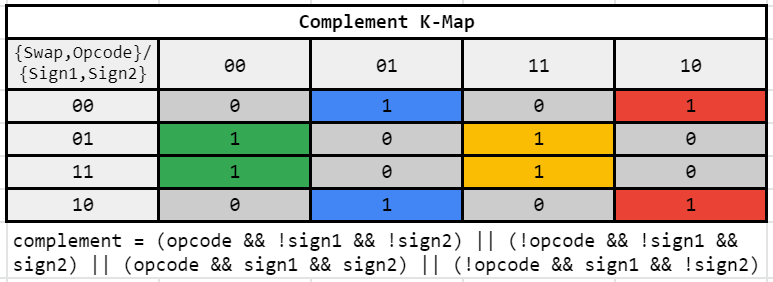 Complement K-Map
{Swap,Opcode}/
{Sign1,Sign2}
00 01 11 10
00 0 1 0 1
01 1 0 1 0
11 1 0 1 0
10 0 1 0 1
complement = (opcode && !sign1 && !sign2) || (!opcode && !sign1 &&
sign2) || (opcode && sign1 && sign2) || (!opcode && sign1 && !sign2)